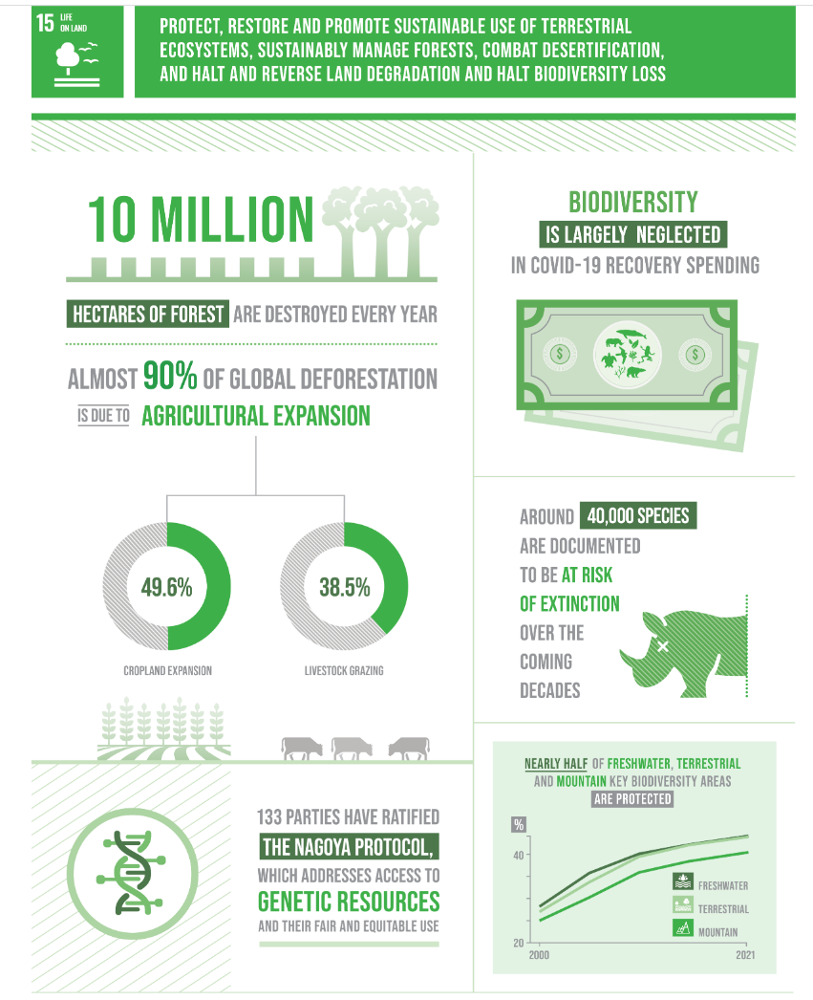 15 LIFE
ON LAND
PROTECT, RESTORE AND PROMOTE SUSTAINABLE USE OF TERRESTRIAL
ECOSYSTEMS, SUSTAINABLY MANAGE FORESTS, COMBAT DESERTIFICATION,
AND HALT AND REVERSE LAND DEGRADATION AND HALT BIODIVERSITY LOSS
10 MILLION
HECTARES OF FOREST ARE DESTROYED EVERY YEAR
ALMOST 90% OF GLOBAL DEFORESTATION
IS DUE TO AGRICULTURAL EXPANSION
49.6%
38.5%
CROPLAND EXPANSION
LIVESTOCK GRAZING
133 PARTIES HAVE RATIFIED
THE NAGOYA PROTOCOL,
WHICH ADDRESSES ACCESS TO
GENETIC RESOURCES
AND THEIR FAIR AND EQUITABLE USE
BIODIVERSITY
IS LARGELY NEGLECTED
IN COVID-19 RECOVERY SPENDING
$ $
AROUND 40,000 SPECIES
ARE DOCUMENTED
TO BE AT RISK
OF EXTINCTION
OVER THE
COMING
DECADES
NEARLY HALF OF FRESHWATER, TERRESTRIAL
AND MOUNTAIN KEY BIODIVERSITY AREAS
ARE PROTECTED
%
40
FRESHWATER
TERRESTRIAL
MOUNTAIN
20
2000 2021